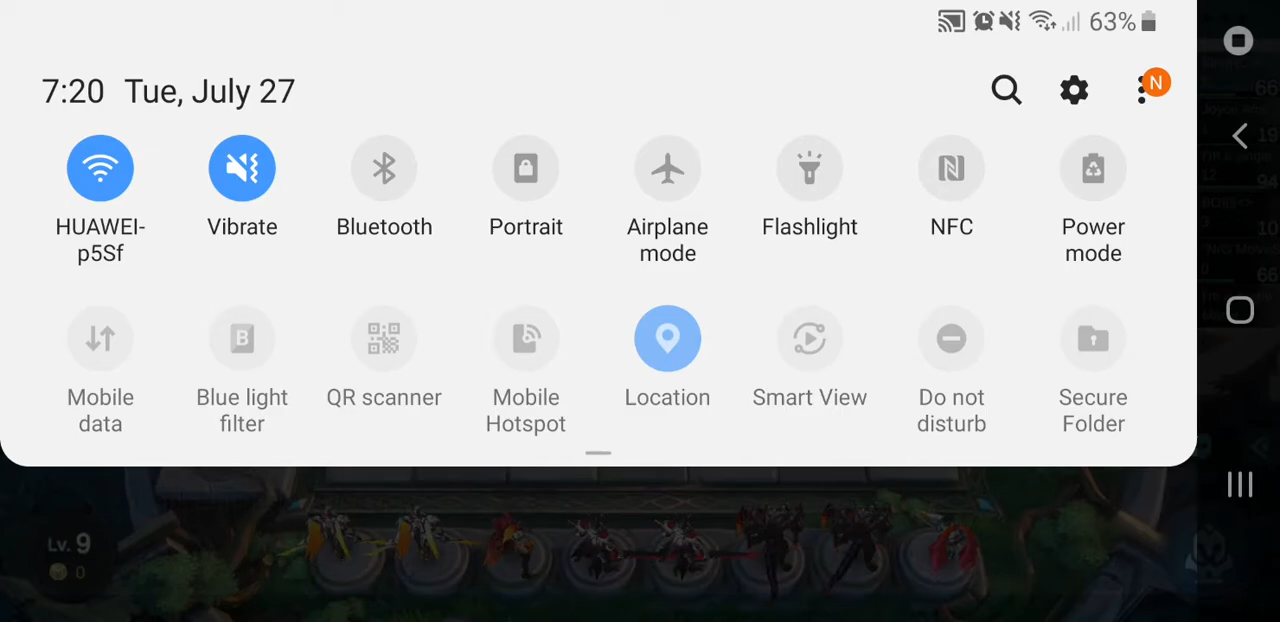 63%
7:20 Tue, July 27
N
HUAWEI-
p5Sf
Vibrate
Bluetooth
Portrait
Airplane
mode
Flashlight
NFC
Power
mode
Mobile
data
Blue light
filter
QR scanner
Mobile
Hotspot
Location
Smart View
Do not
disturb
Secure
Folder
Lv. 9
0